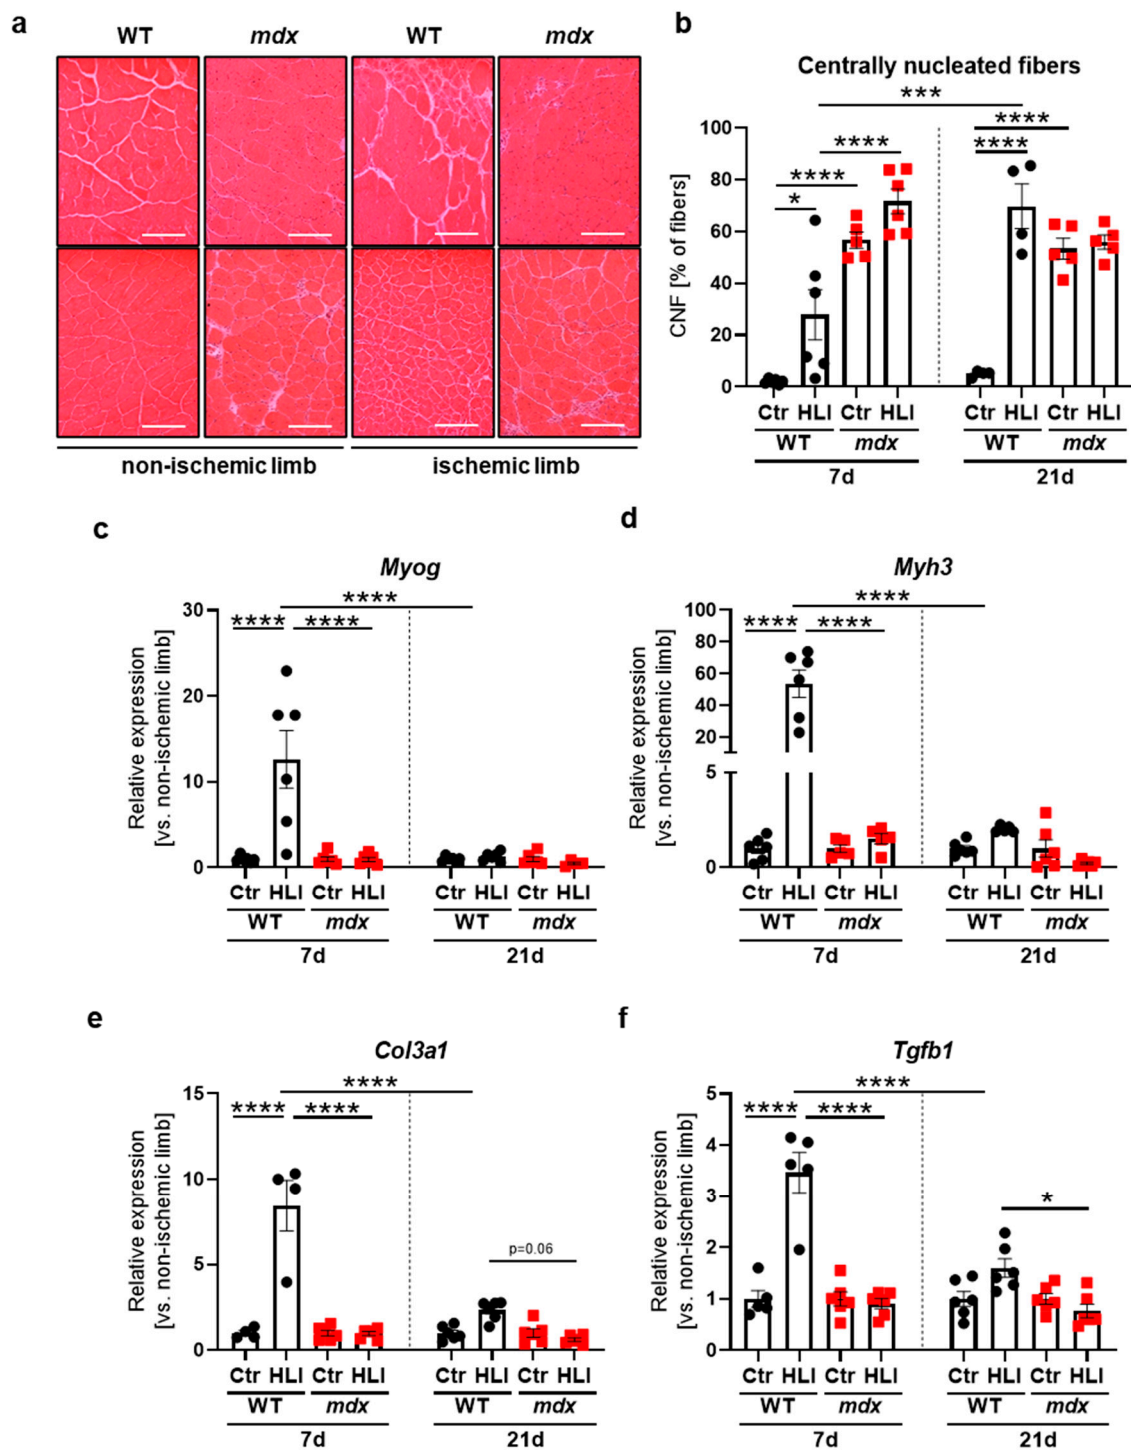 a
WT mdx WT mdx
non-ischemic limb ischemic limb
b
Centrally nucleated fibers
***
****
****
****
****
*
CNF [% of fibers]
100
80
60
40
20
0
Ctr HLI Ctr HLI Ctr HLI Ctr HLI
WT mdx WT mdx
7d 21d
c
Myog
****
**** ****
Relative expression
[vs. non-ischemic limb]
30
20
10
0
Ctr HLI Ctr HLI Ctr HLI Ctr HLI
WT mdx WT mdx
7d 21d
d
Myh3
****
**** ****
Relative expression
[vs. non-ischemic limb]
100
80
60
40
20
5
0
Ctr HLI Ctr HLI Ctr HLI Ctr HLI
WT mdx WT mdx
7d 21d
e
Col3a1
****
**** ****
p=0.06
Relative expression
[vs. non-ischemic limb]
15
10
5
0
Ctr HLI Ctr HLI Ctr HLI Ctr HLI
WT mdx WT mdx
7d 21d
f
Tgfb1
****
**** ****
*
Relative expression
[vs. non-ischemic limb]
5
4
3
2
1
0
Ctr HLI Ctr HLI Ctr HLI Ctr HLI
WT mdx WT mdx
7d 21d